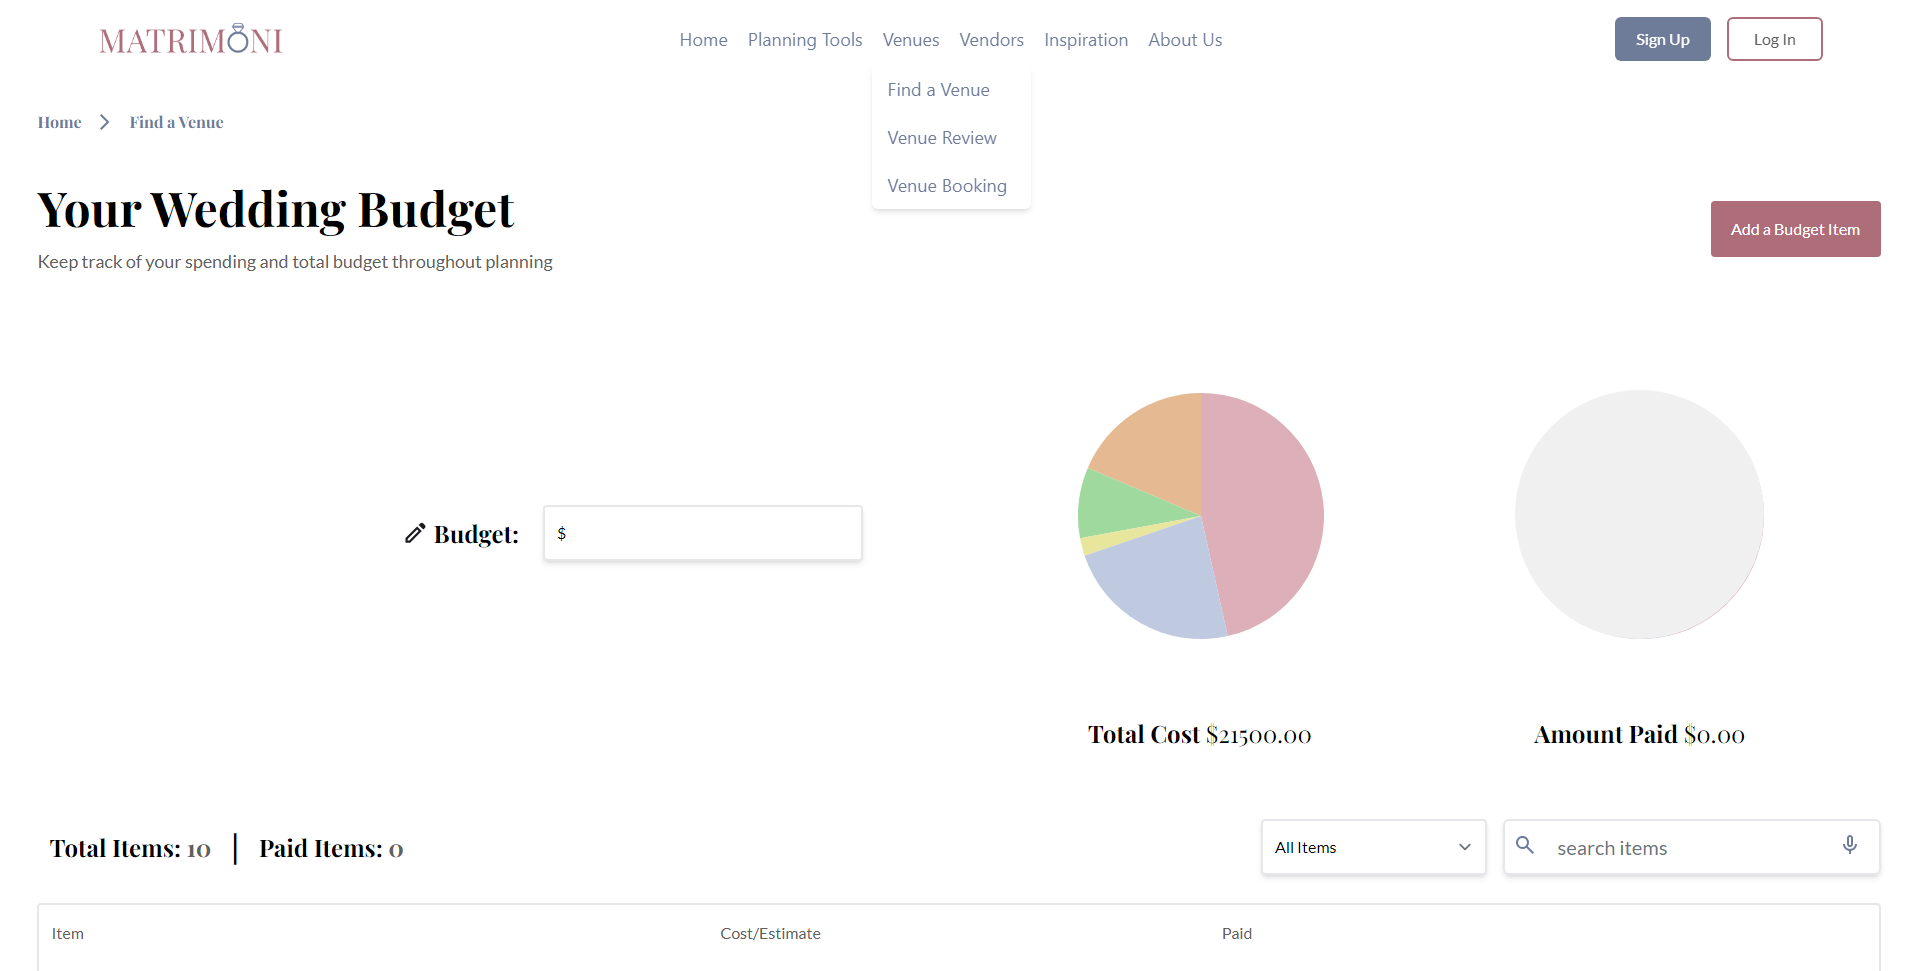 MATRIMONI
Home Planning Tools Venues Vendors Inspiration About Us
Sign Up Log In
Find a Venue
Venue Review
Venue Booking
Home Find a Venue
Your Wedding Budget
Keep track of your spending and total budget throughout planning
Add a Budget Item
Budget: $
Total Cost $21500.00
Amount Paid $0.00
Total Items: 10 | Paid Items: 0
All Items
search items
Item Cost/Estimate Paid